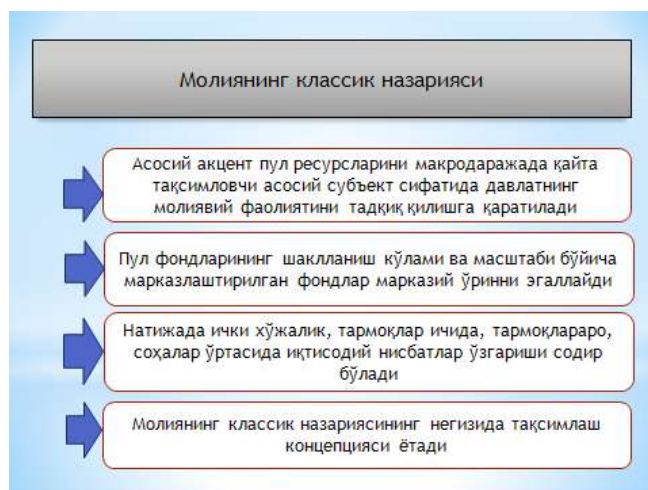 Молиянинг классик назарияси
Асосий акцент пул ресурсларини макродаражада қайта
тақсимловчи асосий субъект сифатида давлатнинг
молиявий фаолиятини тадқиқ қилишга қаратилади
Пул фондларининг шаклланиш кўлами ва масштаби бўйича
марказлаштирилган фондлар марказий ўринни эгаллайди
Натижада ички хўжалик, тармоқлар ичида, тармоқлараро,
соҳалар ўртасида иқтисодий нисбатлар ўзгариши содир
бўлади
Молиянинг классик назариясининг негизида тақсимлаш
концепцияси ётади